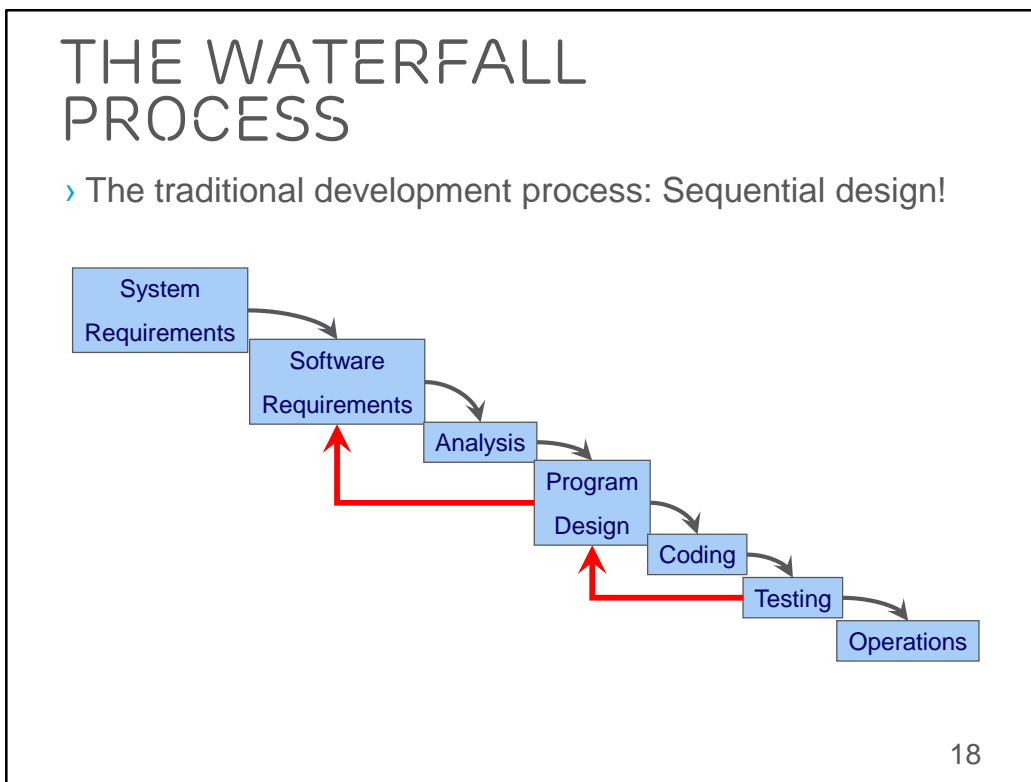 THE WATERFALL
PROCESS
› The traditional development process: Sequential design!
System
Requirements
Software
Requirements
Analysis
Program
Design
Coding
Testing
Operations
18